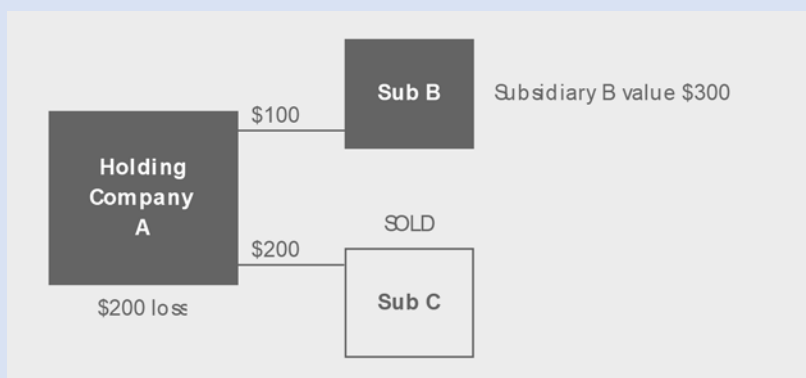 Sub B
Subsidiary B value $300
$100
Holding
Company
A
SOLD
$200
Sub C
$200 loss